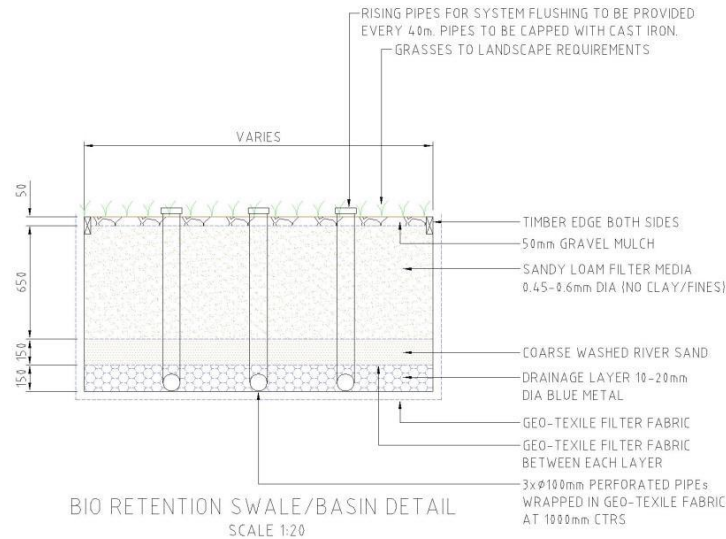 RISING PIPES FOR SYSTEM FLUSHING TO BE PROVIDED
EVERY 40m. PIPES TO BE CAPPED WITH CAST IRON.
GRASSES TO LANDSCAPE REQUIREMENTS
VARIES
50
650
150
150
TIMBER EDGE BOTH SIDES
50mm GRAVEL MULCH
SANDY LOAM FILTER MEDIA
0.45-0.6mm DIA (NO CLAY/FINES)
COARSE WASHED RIVER SAND
DRAINAGE LAYER 10-20mm
DIA BLUE METAL
GEO-TEXILE FILTER FABRIC
GEO-TEXILE FILTER FABRIC
BETWEEN EACH LAYER
3xø100mm PERFORATED PIPEs
WRAPPED IN GEO-TEXILE FABRIC
AT 1000mm CTRS
BIO RETENTION SWALE/BASIN DETAIL
SCALE 1:20